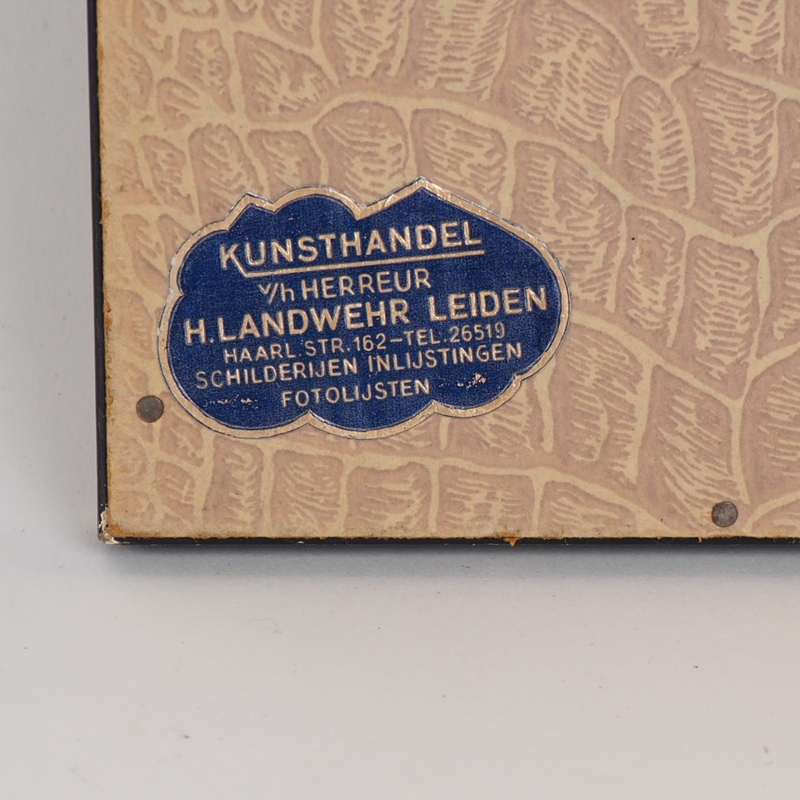 KUNSTHANDEL
v/h HERREUR
H. LANDWEHR LEIDEN
HAARL. STR. 162 - TEL. 26519
SCHILDERIJEN INLIJSTINGEN
FOTOLIJSTEN